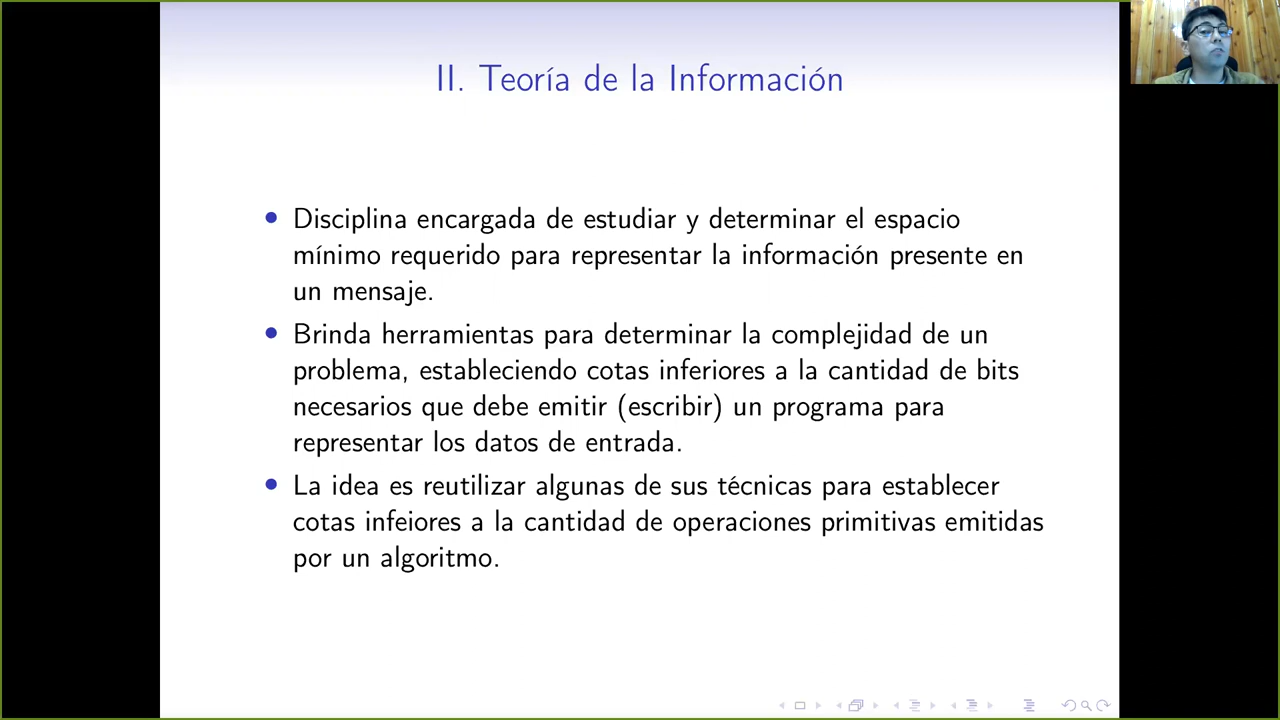 II. Teoría de la Información
• Disciplina encargada de estudiar y determinar el espacio
mínimo requerido para representar la información presente en
un mensaje.
• Brinda herramientas para determinar la complejidad de un
problema, estableciendo cotas inferiores a la cantidad de bits
necesarios que debe emitir (escribir) un programa para
representar los datos de entrada.
• La idea es reutilizar algunas de sus técnicas para establecer
cotas infeiores a la cantidad de operaciones primitivas emitidas
por un algoritmo.